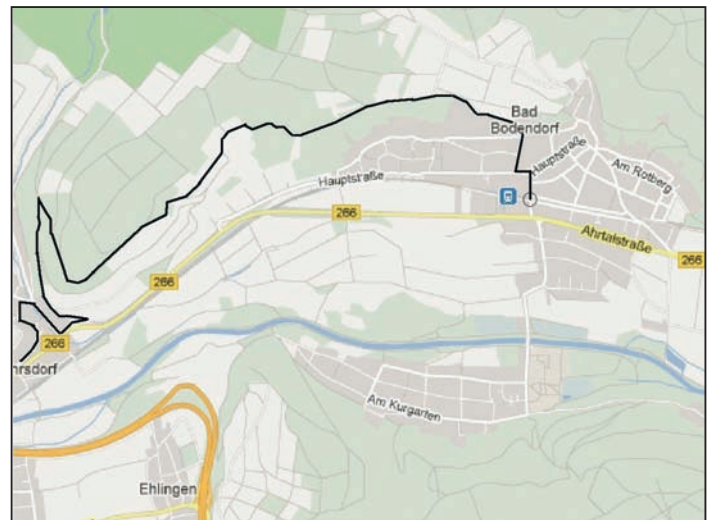 Bad
Bodendorf
Hauptstraße
Am Rotberg
Hauptstraße
266
Ahrtalstraße
266
266
266
hrsdorf
Am Kurgarten
Ehlingen